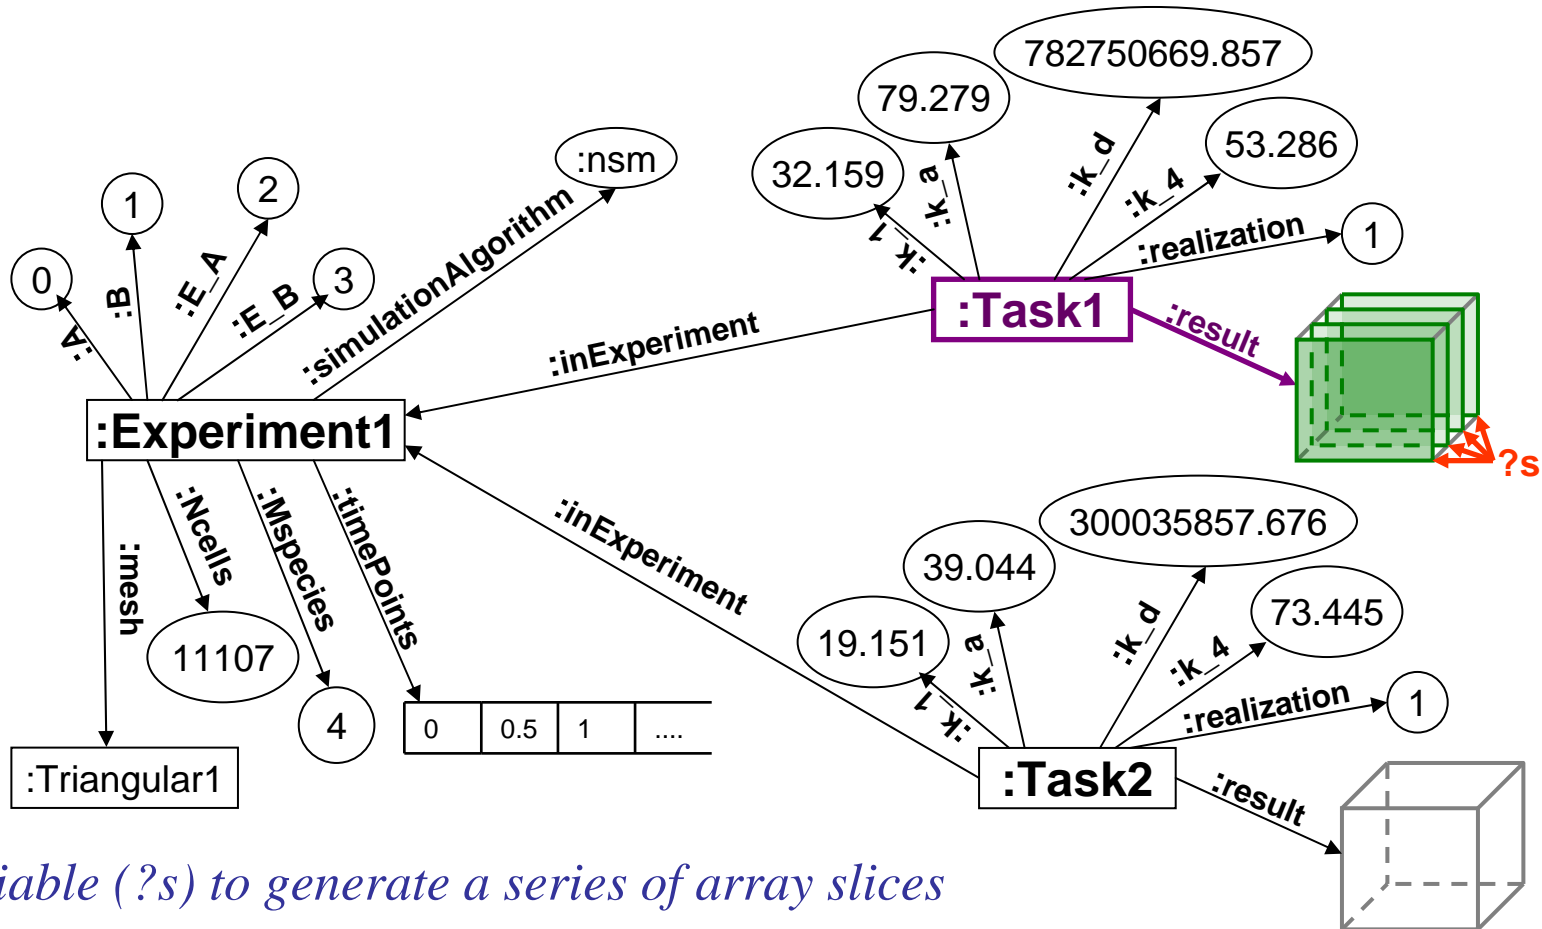 782750669.857
79.279
53.286
32.159
:k_1
:k_a
:k_d
:k_4
:realization
1
:Task1
:result
?s
:inExperiment
0
1
2
3
:nsm
:A
:B
:E_A
:E_B
:simulationAlgorithm
:Experiment1
:mesh
:Ncells
:Mspecies
:timePoints
11107
4
0 0.5 1 ....
:Triangular1
:inExperiment
300035857.676
39.044
73.445
19.151
:k_1
:k_a
:k_d
:k_4
:realization
1
:Task2
:result
iable (?s) to generate a series of array slices